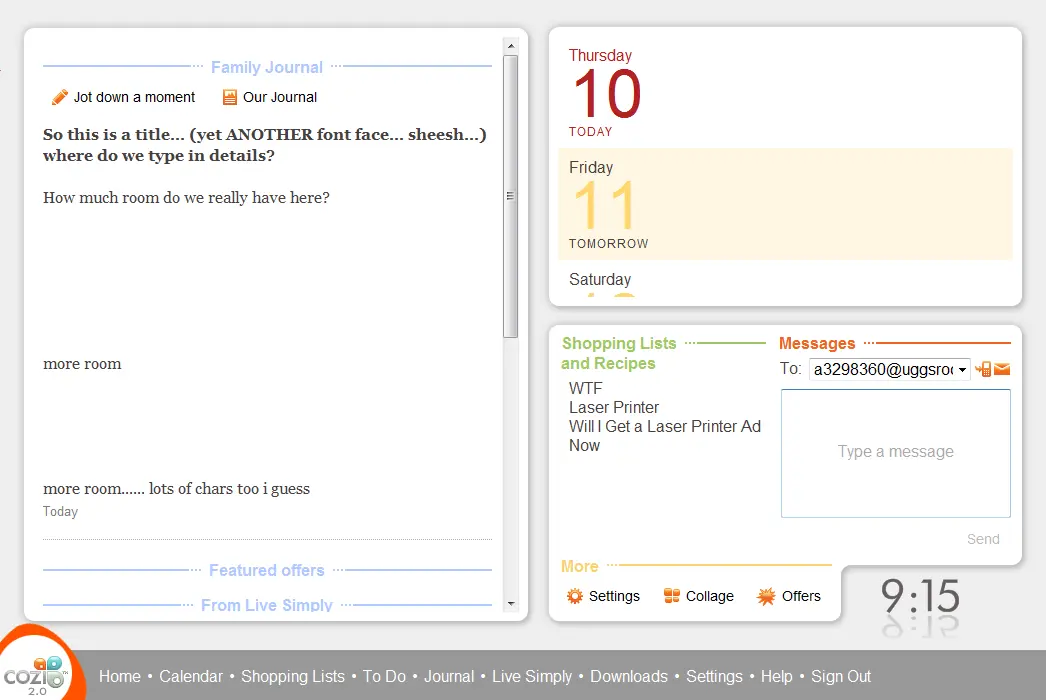 Family Journal
Jot down a moment Our Journal
So this is a title... (yet ANOTHER font face... sheesh...)
where do we type in details?
How much room do we really have here?
more room
more room...... lots of chars too i guess
Today
Featured offers
From Live Simply
Thursday
10
TODAY
Friday
11
TOMORROW
Saturday
Shopping Lists
and Recipes
WTF
Laser Printer
Will I Get a Laser Printer Ad
Now
Messages
To: a3298360@uggsro
Type a message
Send
More
Settings Collage Offers
9:15
cozi
2.0
Home • Calendar • Shopping Lists • To Do • Journal • Live Simply • Downloads • Settings • Help • Sign Out